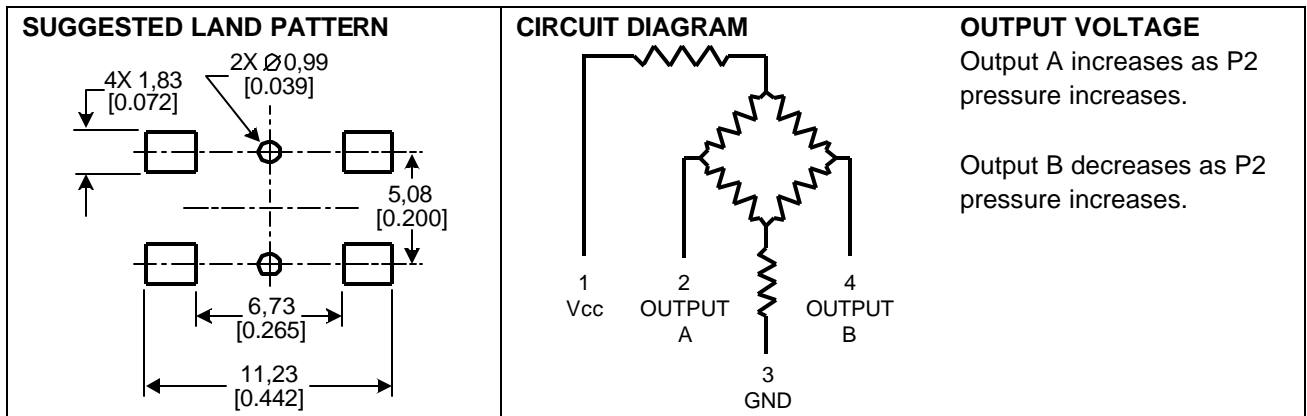 SUGGESTED LAND PATTERN
4X 1,83
[0.072]
2X Ø0,99
[0.039]
5,08
[0.200]
6,73
[0.265]
11,23
[0.442]
CIRCUIT DIAGRAM
1
Vcc
2
OUTPUT
A
4
OUTPUT
B
3
GND
OUTPUT VOLTAGE
Output A increases as P2
pressure increases.
Output B decreases as P2
pressure increases.